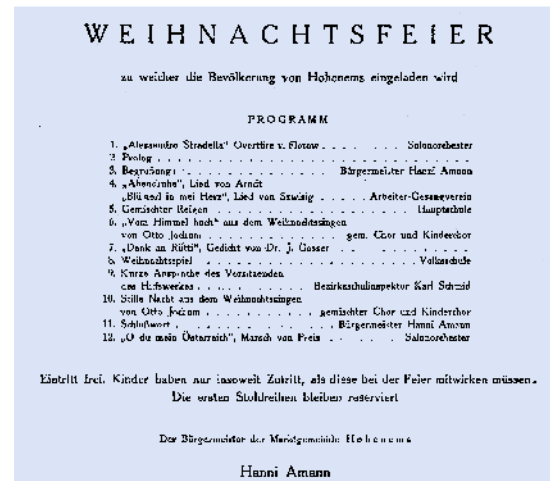 WEIHNACHTSFEIER
zu welcher die Bevölkerung von Hohenems eingeladen wird
PROGRAMM
1. „Alessandro Stradella" Overtüre v. Flotow . . . . . . . Salonorchester
2. Prolog . . . . . . . . . . . . . . . . . . . .
3. Begrüßung . . . . . . . . . . . Bürgermeister Hanni Amann
4. „Abendruhe", Lied von Arndt
in mei Herz", Lied von . . . . . Arbeiter-Gesangverein
5. Gemischter Reigen . . . . . . . . . . . . . Hauptschule
6. „Vom Himmel hoch" aus dem Weihnachtssingen
von Otto Jochum . . . . . . . . . gem. Chor und Kinderchor
7. „Dank an Rütti", Gedicht von Dr. J. Gasser . . . . . . .
8. Weihnachtsspiel . . . . . . . . . . . . . . Volksschule
9. Kurze Ansprache des Vorsitzenden
des Hilfswerkes . . . . . . . . . Bezirksschulinspektor Karl Schmid
10. Stille Nacht aus dem Weihnachtssingen
von Otto Jochum . . . . . . . gemischter Chor und Kinderchor
11. Schlußwort . . . . . . . . . . . Bürgermeister Hanni Amann
12. „O du mein Österreich", Marsch von Preis . . . . . Salonorchester
Eintritt frei. Kinder haben nur insoweit Zutritt, als diese bei der Feier mitwirken müssen.
Die ersten Stuhlreihen bleiben reserviert
Der Bürgermeister der Marktgemeinde Hohenems
Hanni Amann